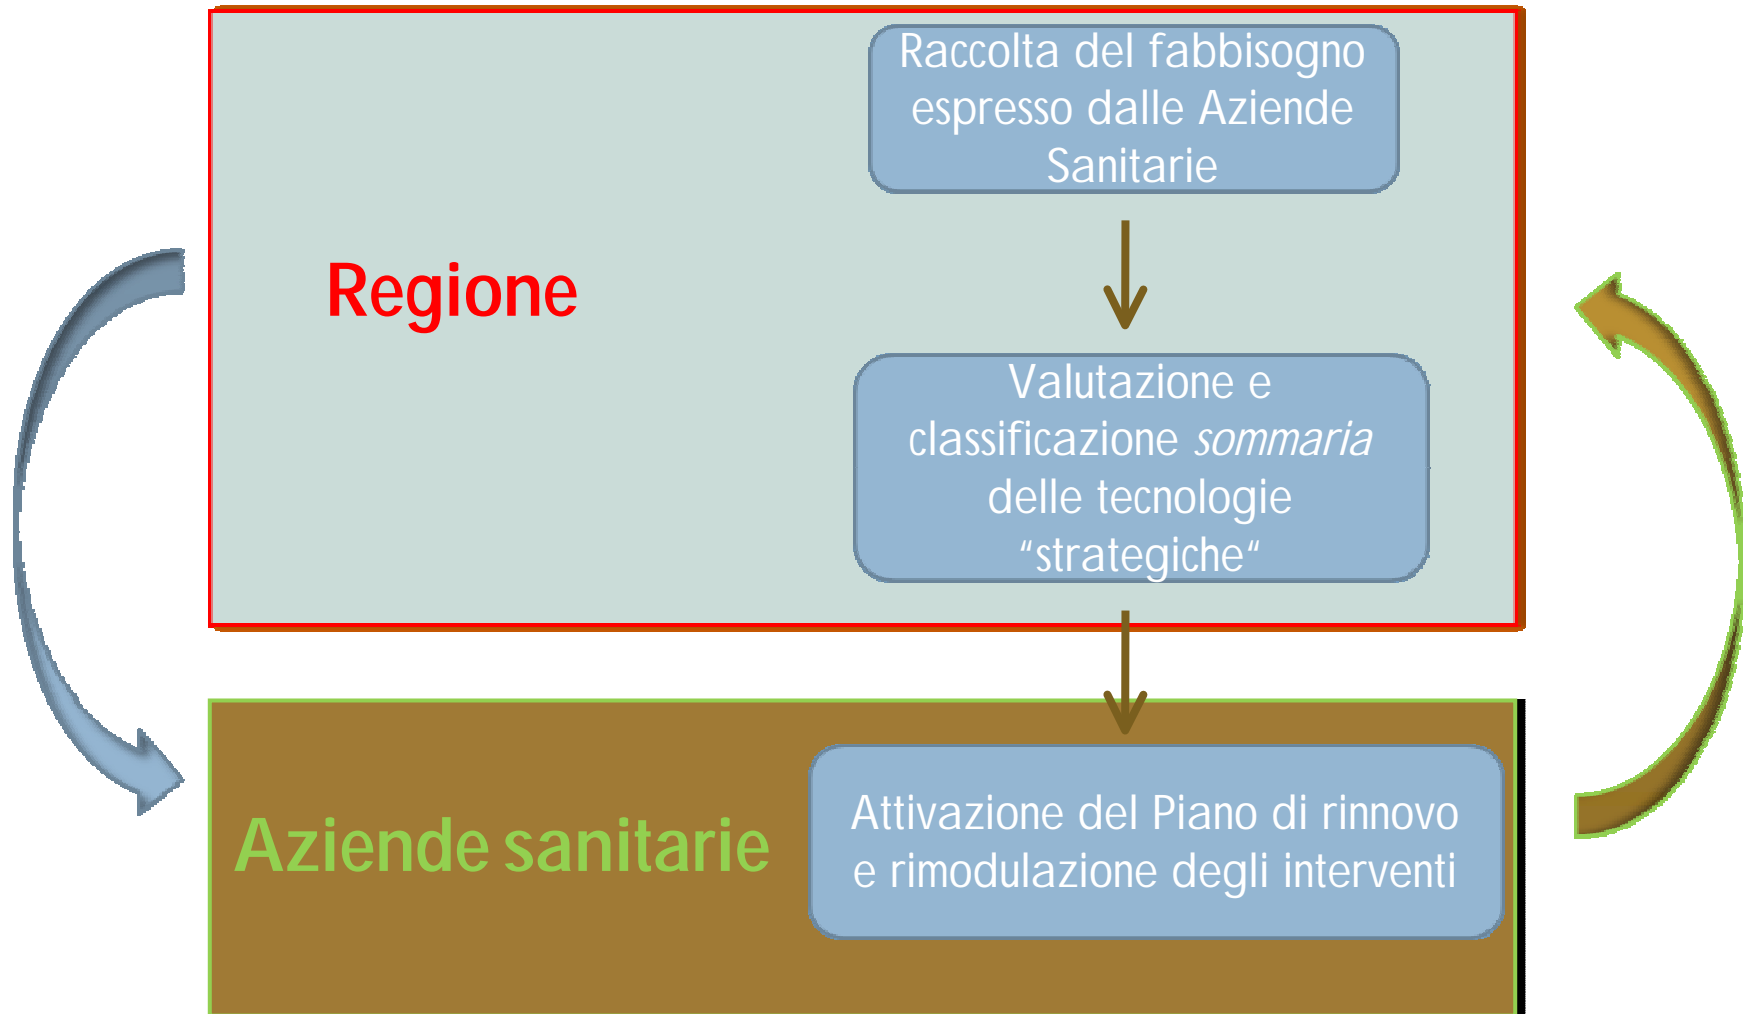 Raccolta del fabbisogno
espresso dalle Aziende
Sanitarie
Regione
Valutazione e
classificazione sommaria
delle tecnologie
“strategiche“
Aziende sanitarie
Attivazione del Piano di rinnovo
e rimodulazione degli interventi